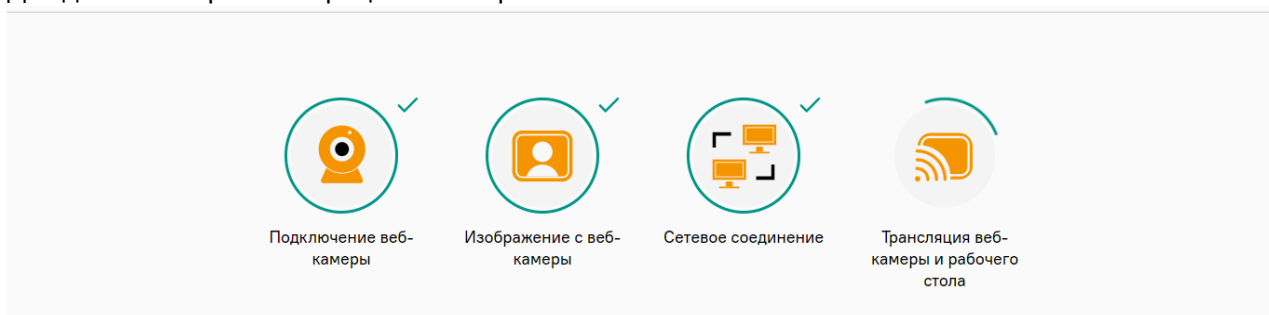 Подключение веб-
камеры
Изображение с веб-
камеры
Сетевое соединение
Трансляция веб-
камеры и рабочего
стола